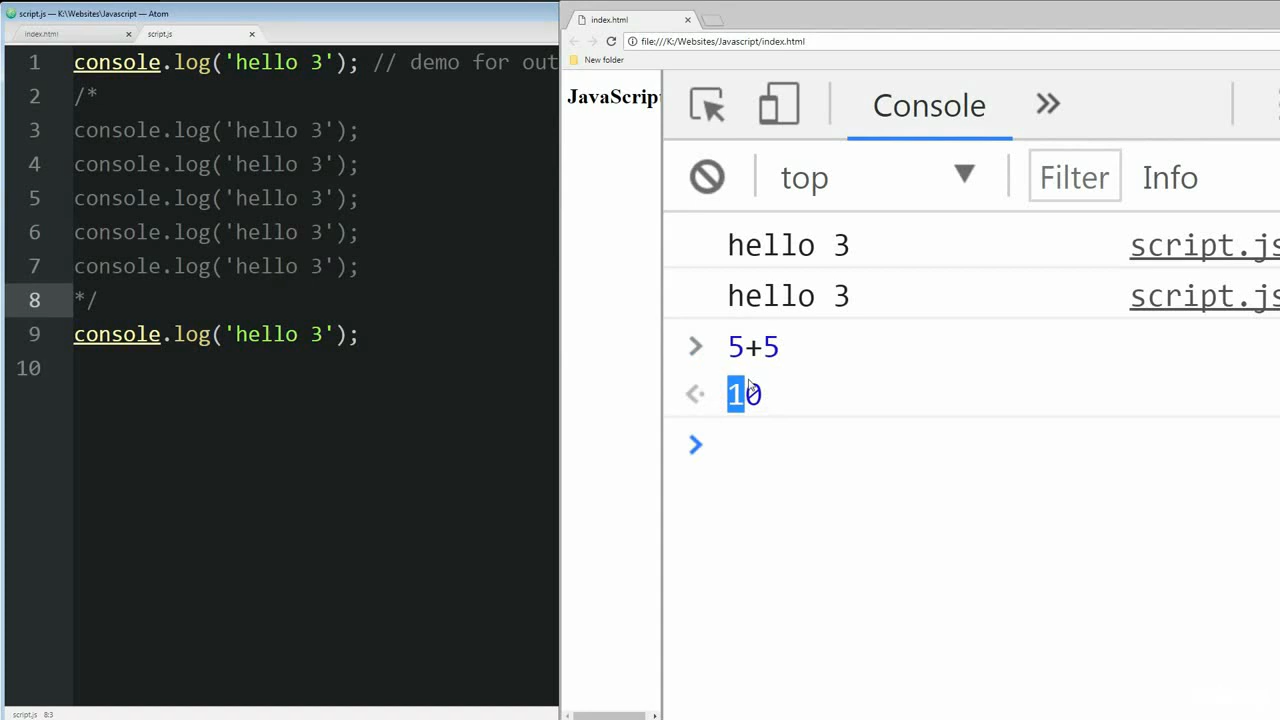 script.js — K:\Websites\Javascript — Atom
index.html
script.js
1 console.log('hello 3'); // demo for out
2 /*
3 console.log('hello 3');
4 console.log('hello 3');
5 console.log('hello 3');
6 console.log('hello 3');
7 console.log('hello 3');
8 */
9 console.log('hello 3');
10
script.js 8:3
index.html
file:///K:/Websites/Javascript/index.html
New folder
JavaScrip
Console
top
Filter
Info
hello 3 script.js
hello 3 script.js
5+5
10